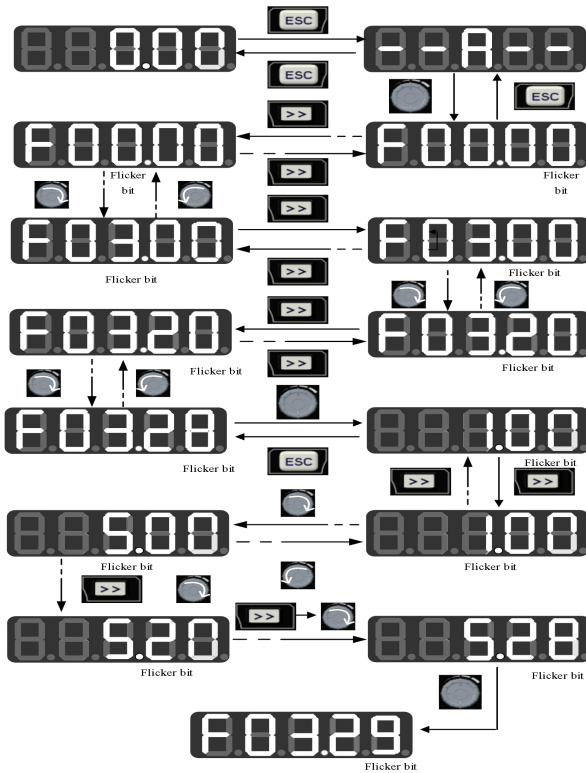 ESC
0.00
--A--
ESC
ESC
>>
F00.00
F00.00
Flicker
bit
Flicker
bit
>>
>>
F03.00
F03.00
Flicker bit
Flicker bit
>>
>>
F03.20
F03.20
Flicker bit
Flicker bit
>>
F03.28
1.00
Flicker bit
Flicker bit
ESC
>>
>>
5.00
1.00
Flicker bit
Flicker bit
>>
>>
5.20
5.28
Flicker bit
Flicker bit
F03.29
Flicker bit